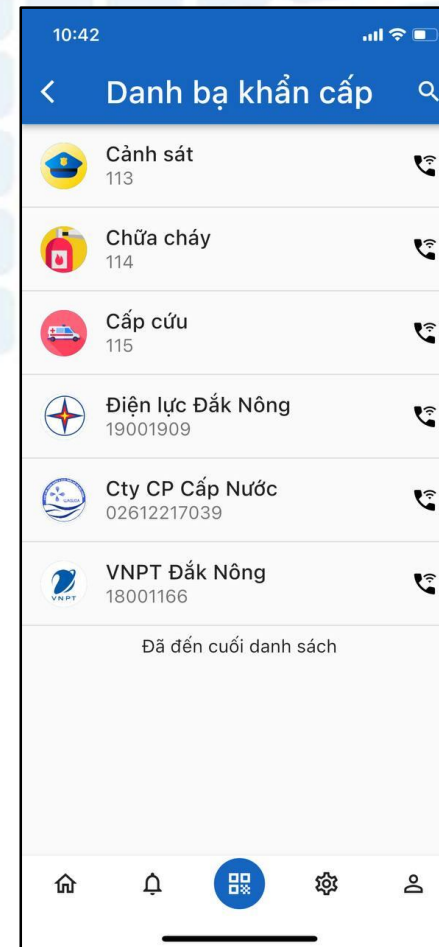 10:42
Danh bạ khẩn cấp
Cảnh sát
113
Chữa cháy
114
Cấp cứu
115
Điện lực Đắk Nông
19001909
Cty CP Cấp Nước
02612217039
VNPT
VNPT Đắk Nông
18001166
Đã đến cuối danh sách